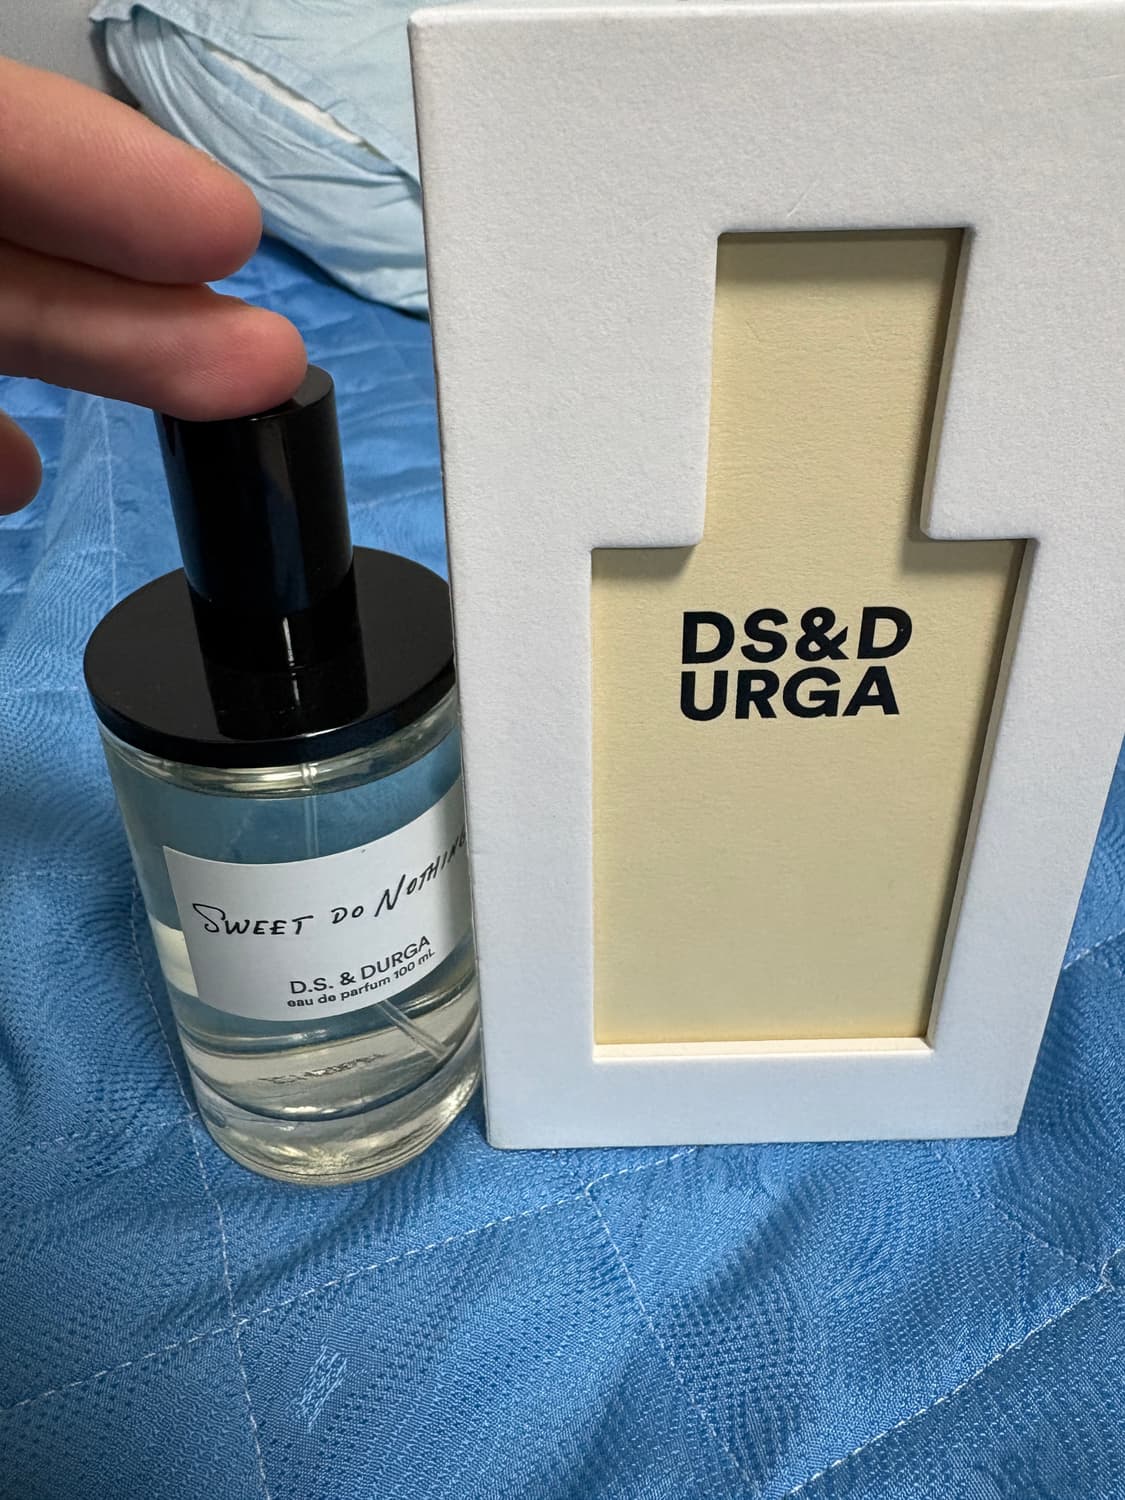 DS&D
URGA
SWEET DO NOTHING
D.S. & DURGA
eau de parfum 100 mL